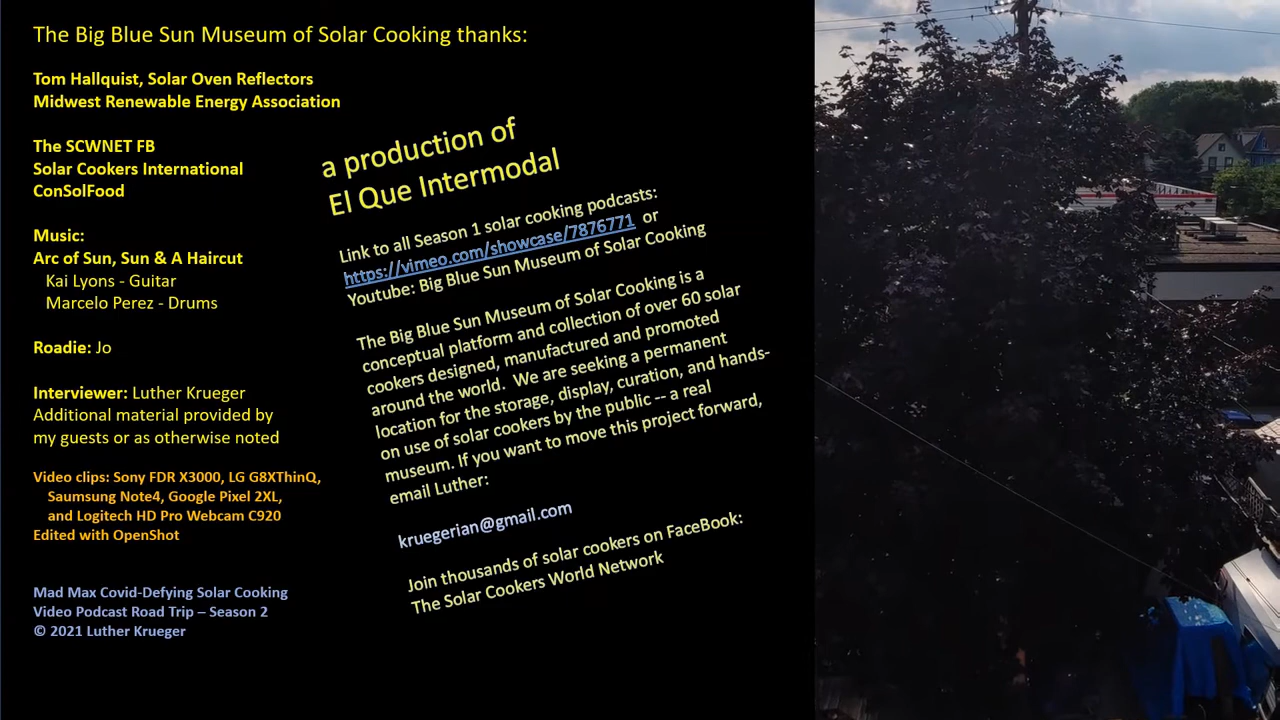 The Big Blue Sun Museum of Solar Cooking thanks:
Tom Hallquist, Solar Oven Reflectors
Midwest Renewable Energy Association
The SCWNET FB
Solar Cookers International
ConSolFood
Music:
Arc of Sun, Sun & A Haircut
Kai Lyons - Guitar
Marcelo Perez - Drums
Roadie: Jo
Interviewer: Luther Krueger
Additional material provided by
my guests or as otherwise noted
Video clips: Sony FDR X3000, LG G8XThinQ,
Saumsung Note4, Google Pixel 2XL,
and Logitech HD Pro Webcam C920
Edited with OpenShot
Mad Max Covid-Defying Solar Cooking
Video Podcast Road Trip – Season 2
© 2021 Luther Krueger
a production of
El Que Intermodal
Link to all Season 1 solar cooking podcasts:
https://vimeo.com/showcase/7876771 or
Youtube: Big Blue Sun Museum of Solar Cooking
The Big Blue Sun Museum of Solar Cooking is a
conceptual platform and collection of over 60 solar
cookers designed, manufactured and promoted
around the world. We are seeking a permanent
location for the storage, display, curation, and hands-
on use of solar cookers by the public -- a real
museum. If you want to move this project forward,
email Luther:
kruegerian@gmail.com
Join thousands of solar cookers on FaceBook:
The Solar Cookers World Network